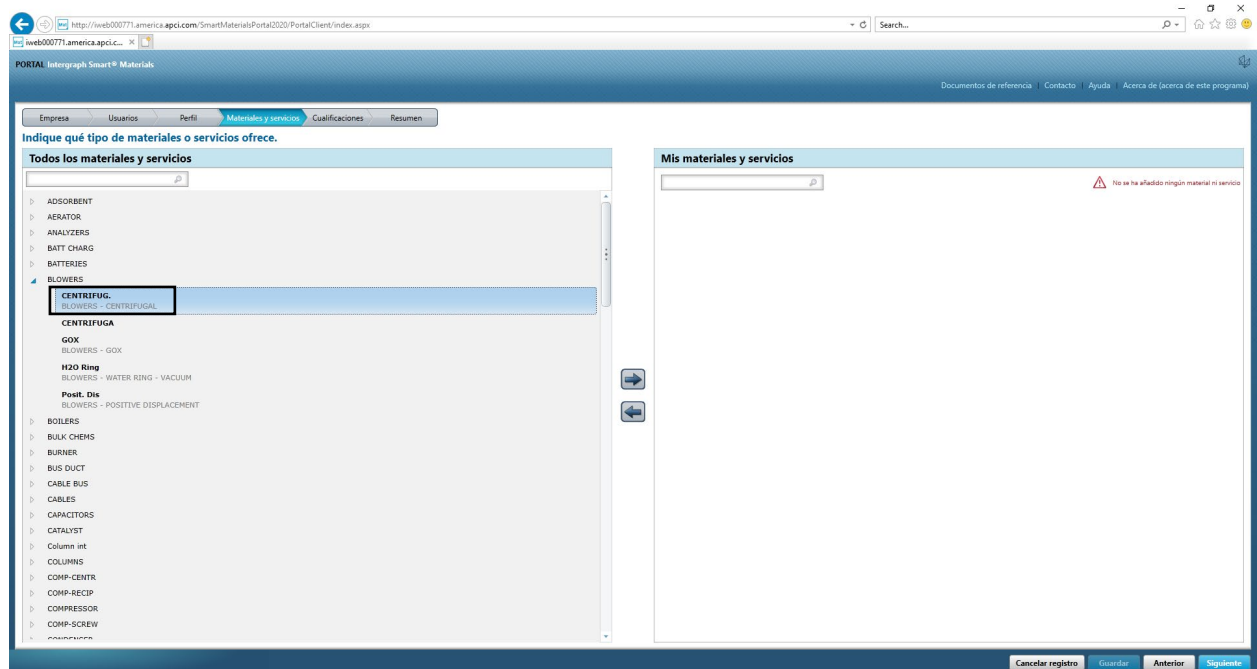 http://iweb000771.america.apci.com/SmartMaterialsPortal2020/PortalClient/index.aspx
Search...
iweb000771.america.apci.c...
PORTAL Intergraph Smart® Materials
Documentos de referencia | Contacto | Ayuda | Acerca de (acerca de este programa)
Empresa Usuarios Perfil Materiales y servicios Cualificaciones Resumen
Indique qué tipo de materiales o servicios ofrece.
Todos los materiales y servicios
Mis materiales y servicios
No se ha añadido ningún material ni servicio
ADSORBENT
AERATOR
ANALYZERS
BATT CHARG
BATTERIES
BLOWERS
CENTRIFUG.
BLOWERS - CENTRIFUGAL
CENTRIFUGA
GOX
BLOWERS - GOX
H2O Ring
BLOWERS - WATER RING - VACUUM
Posit. Dis
BLOWERS - POSITIVE DISPLACEMENT
BOILERS
BULK CHEMS
BURNER
BUS DUCT
CABLE BUS
CABLES
CAPACITORS
CATALYST
Column int
COLUMNS
COMP-CENTR
COMP-RECIP
COMPRESSOR
COMP-SCREW
CONDENSER
Cancelar registro Guardar Anterior Siguiente